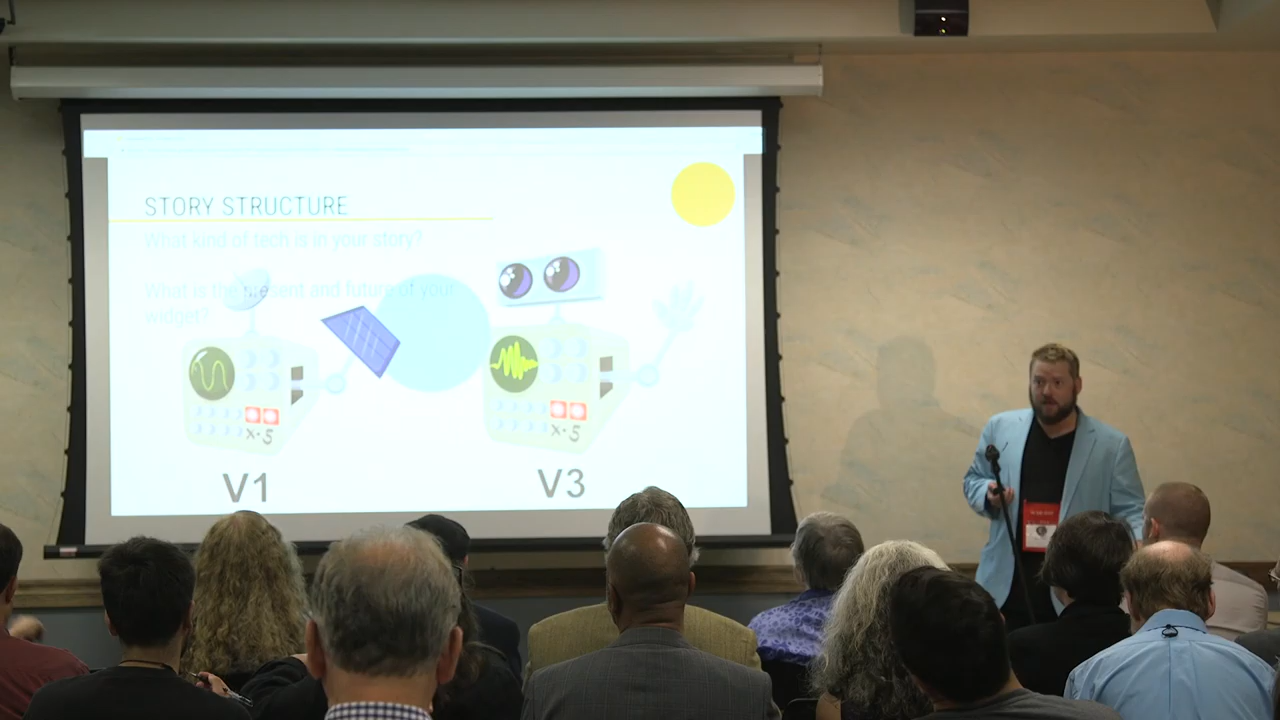 STORY STRUCTURE
What kind of tech is in your story?
What is the present and future of your
widget?
x·5 x·5
V1 V3